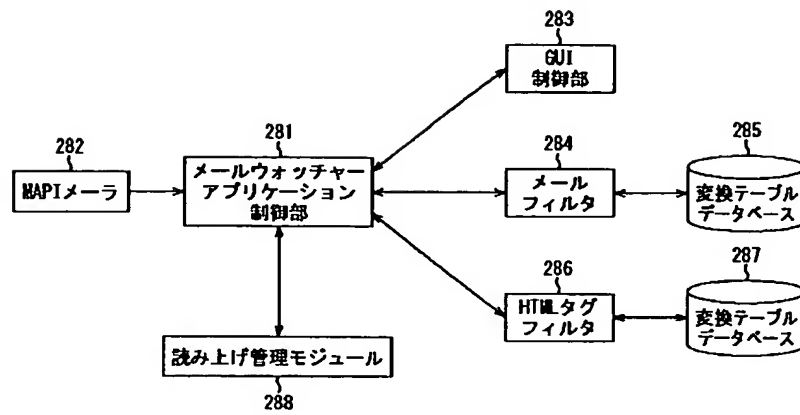 283
GUI
制御部
282
MAPIメーラ
281
メールウォッチャー
アプリケーション
制御部
284
メール
フィルタ
285
変換テーブル
データベース
286
HTMLタグ
フィルタ
287
変換テーブル
データベース
読み上げ管理モジュール
288